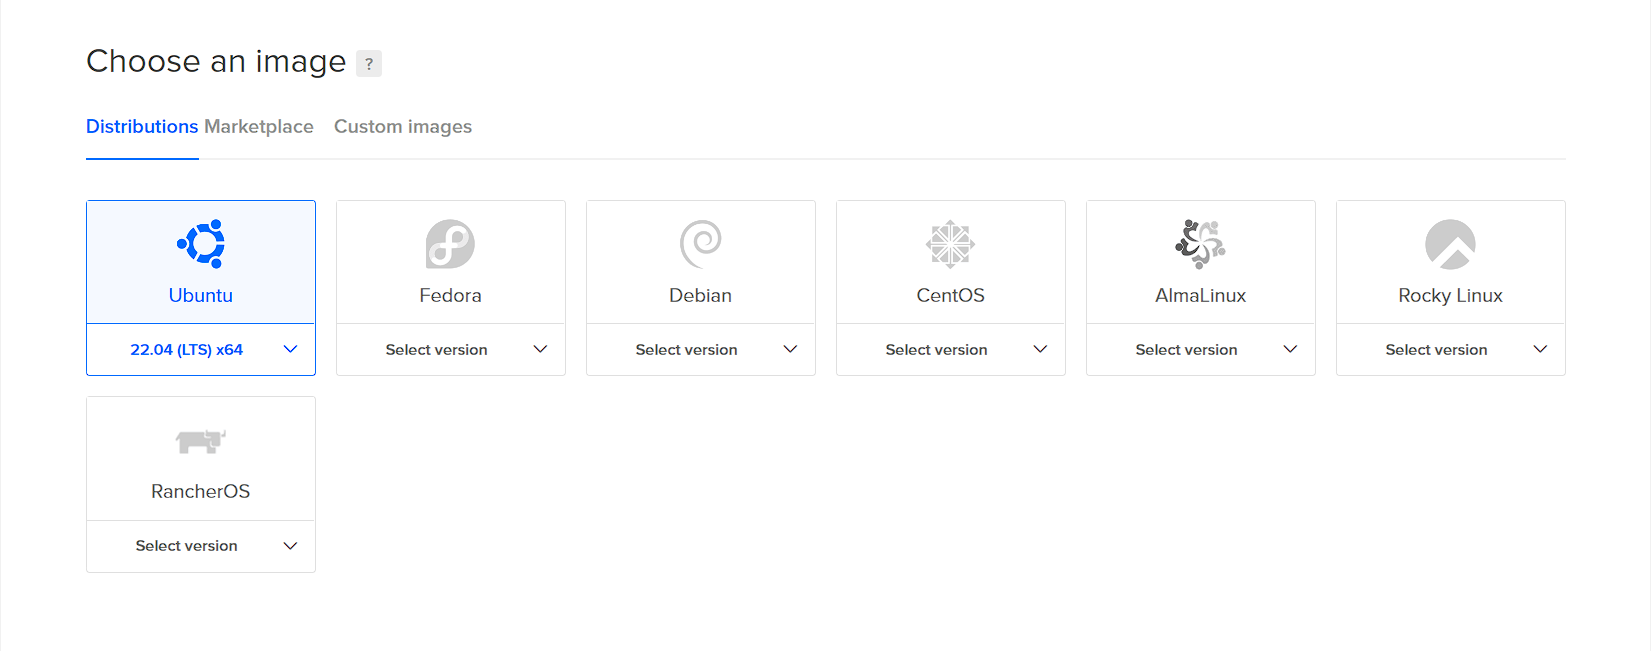 Choose an image ?
Distributions Marketplace Custom images
Ubuntu Fedora Debian CentOS AlmaLinux Rocky Linux
22.04 (LTS) x64 Select version Select version Select version Select version Select version
RancherOS
Select version